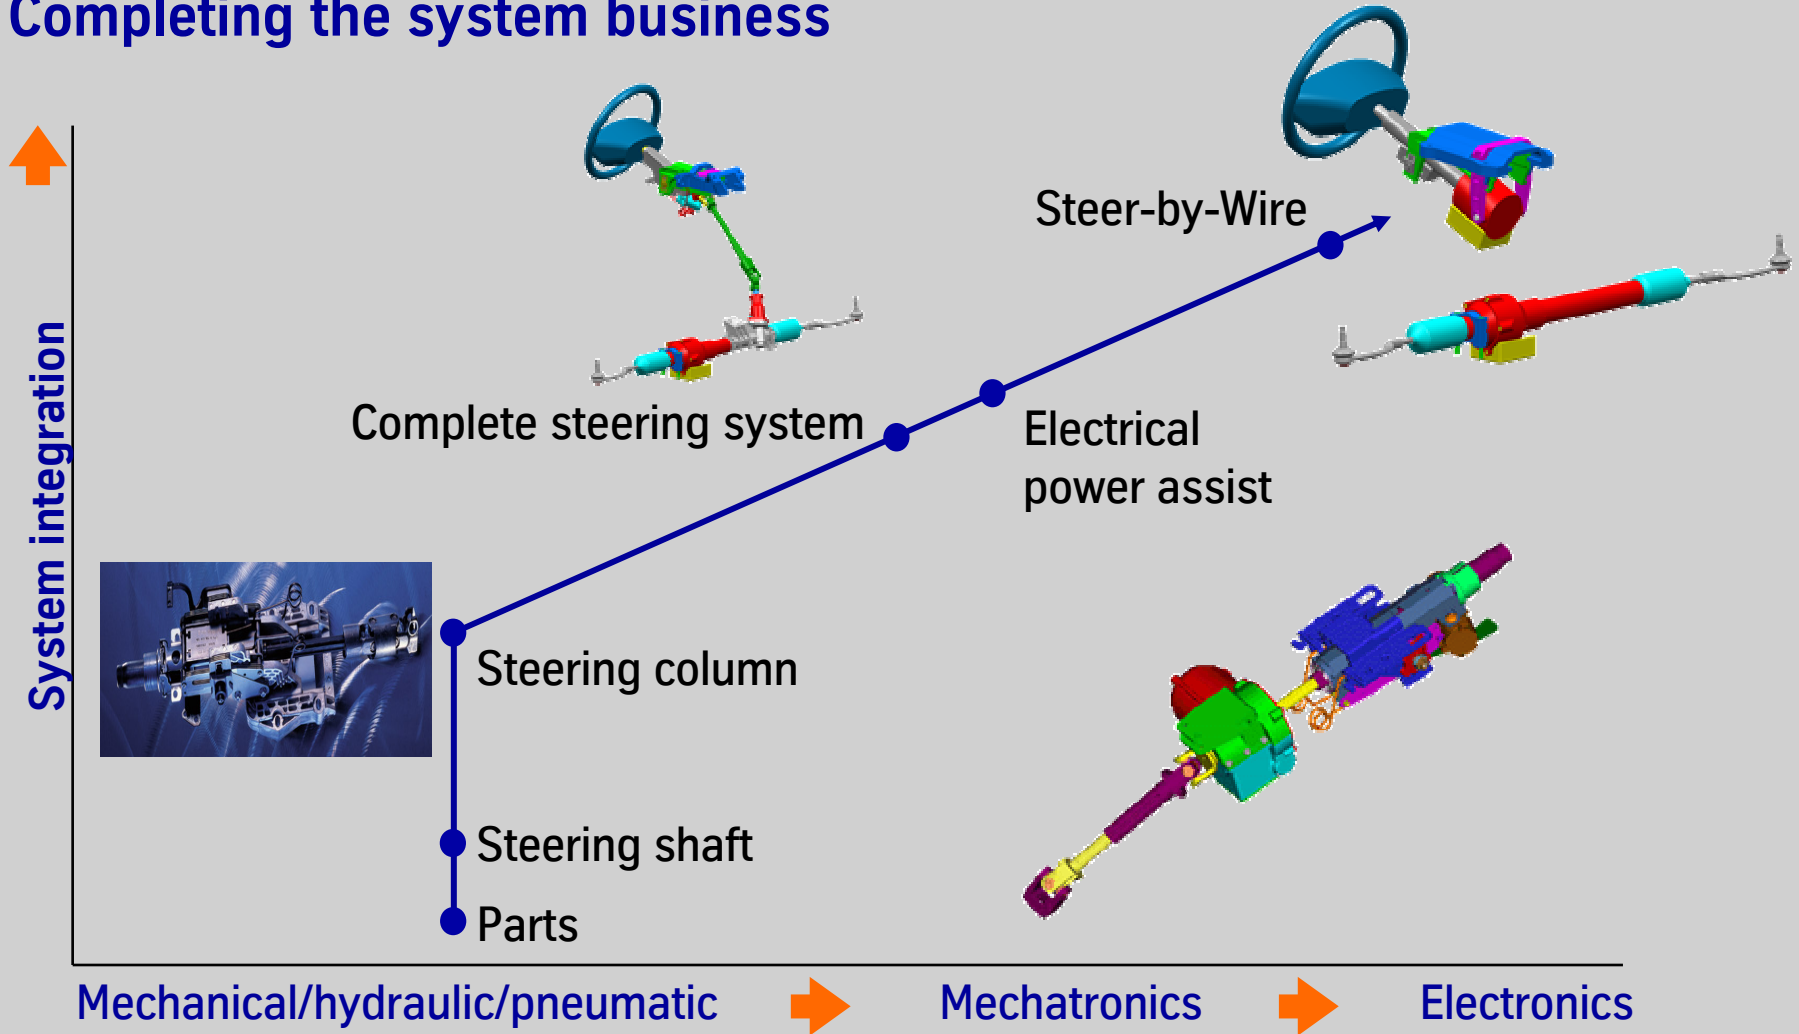 Completing the system business
System integration
Steer-by-Wire
Complete steering system
Electrical
power assist
Steering column
Steering shaft
Parts
Mechanical/hydraulic/pneumatic
Mechatronics
Electronics